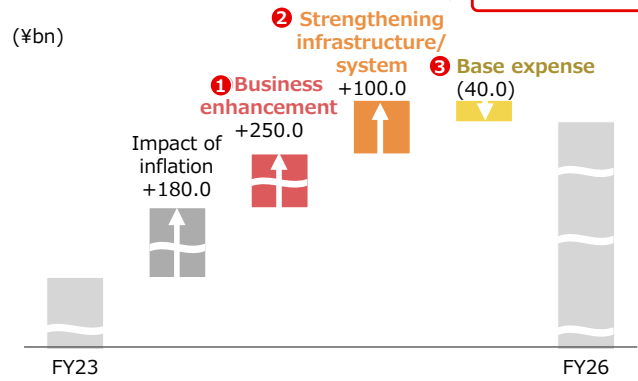 (¥bn)
❷ Strengthening
infrastructure/
system
+100.0
❸ Base expense
(40.0)
❶ Business
enhancement
+250.0
Impact of
inflation
+180.0
FY23
FY26